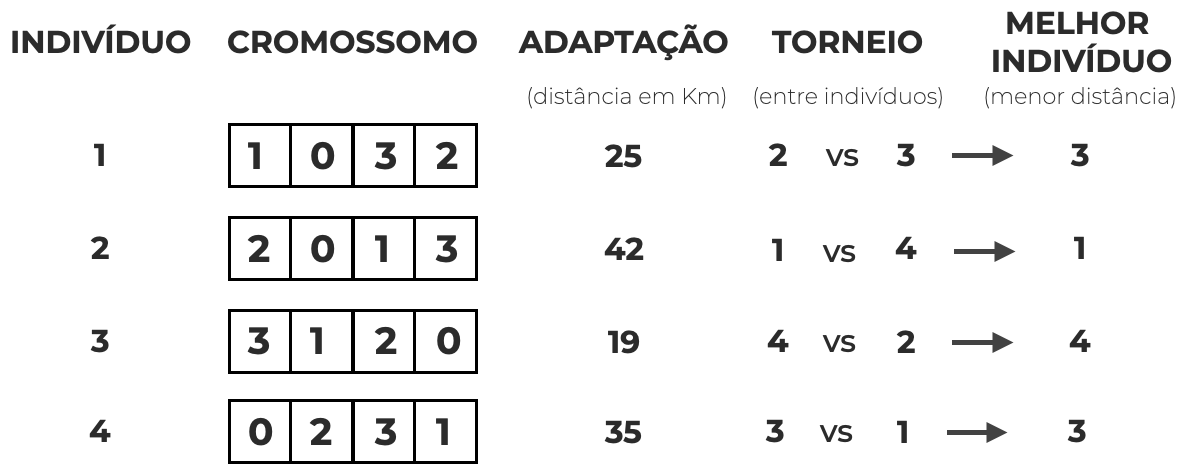 INDIVÍDUO CROMOSSOMO ADAPTAÇÃO TORNEIO MELHOR INDIVÍDUO
(distância em Km) (entre indivíduos) (menor distância)
1 1 0 3 2 25 2 vs 3 3
2 2 0 1 3 42 1 vs 4 1
3 3 1 2 0 19 4 vs 2 4
4 0 2 3 1 35 3 vs 1 3